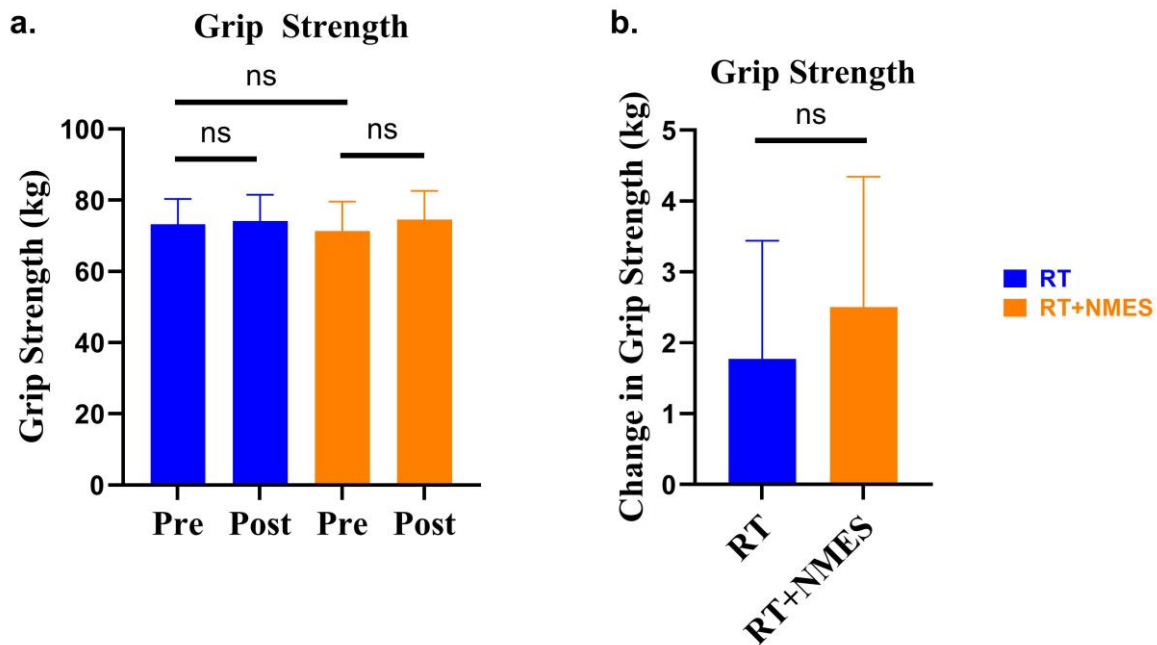 a.
Grip Strength
ns
ns
ns
100
80
60
40
20
0
Grip Strength (kg)
Pre Post Pre Post
b.
Grip Strength
ns
5
4
3
2
1
0
Change in Grip Strength (kg)
RT
RT+NMES
RT
RT+NMES